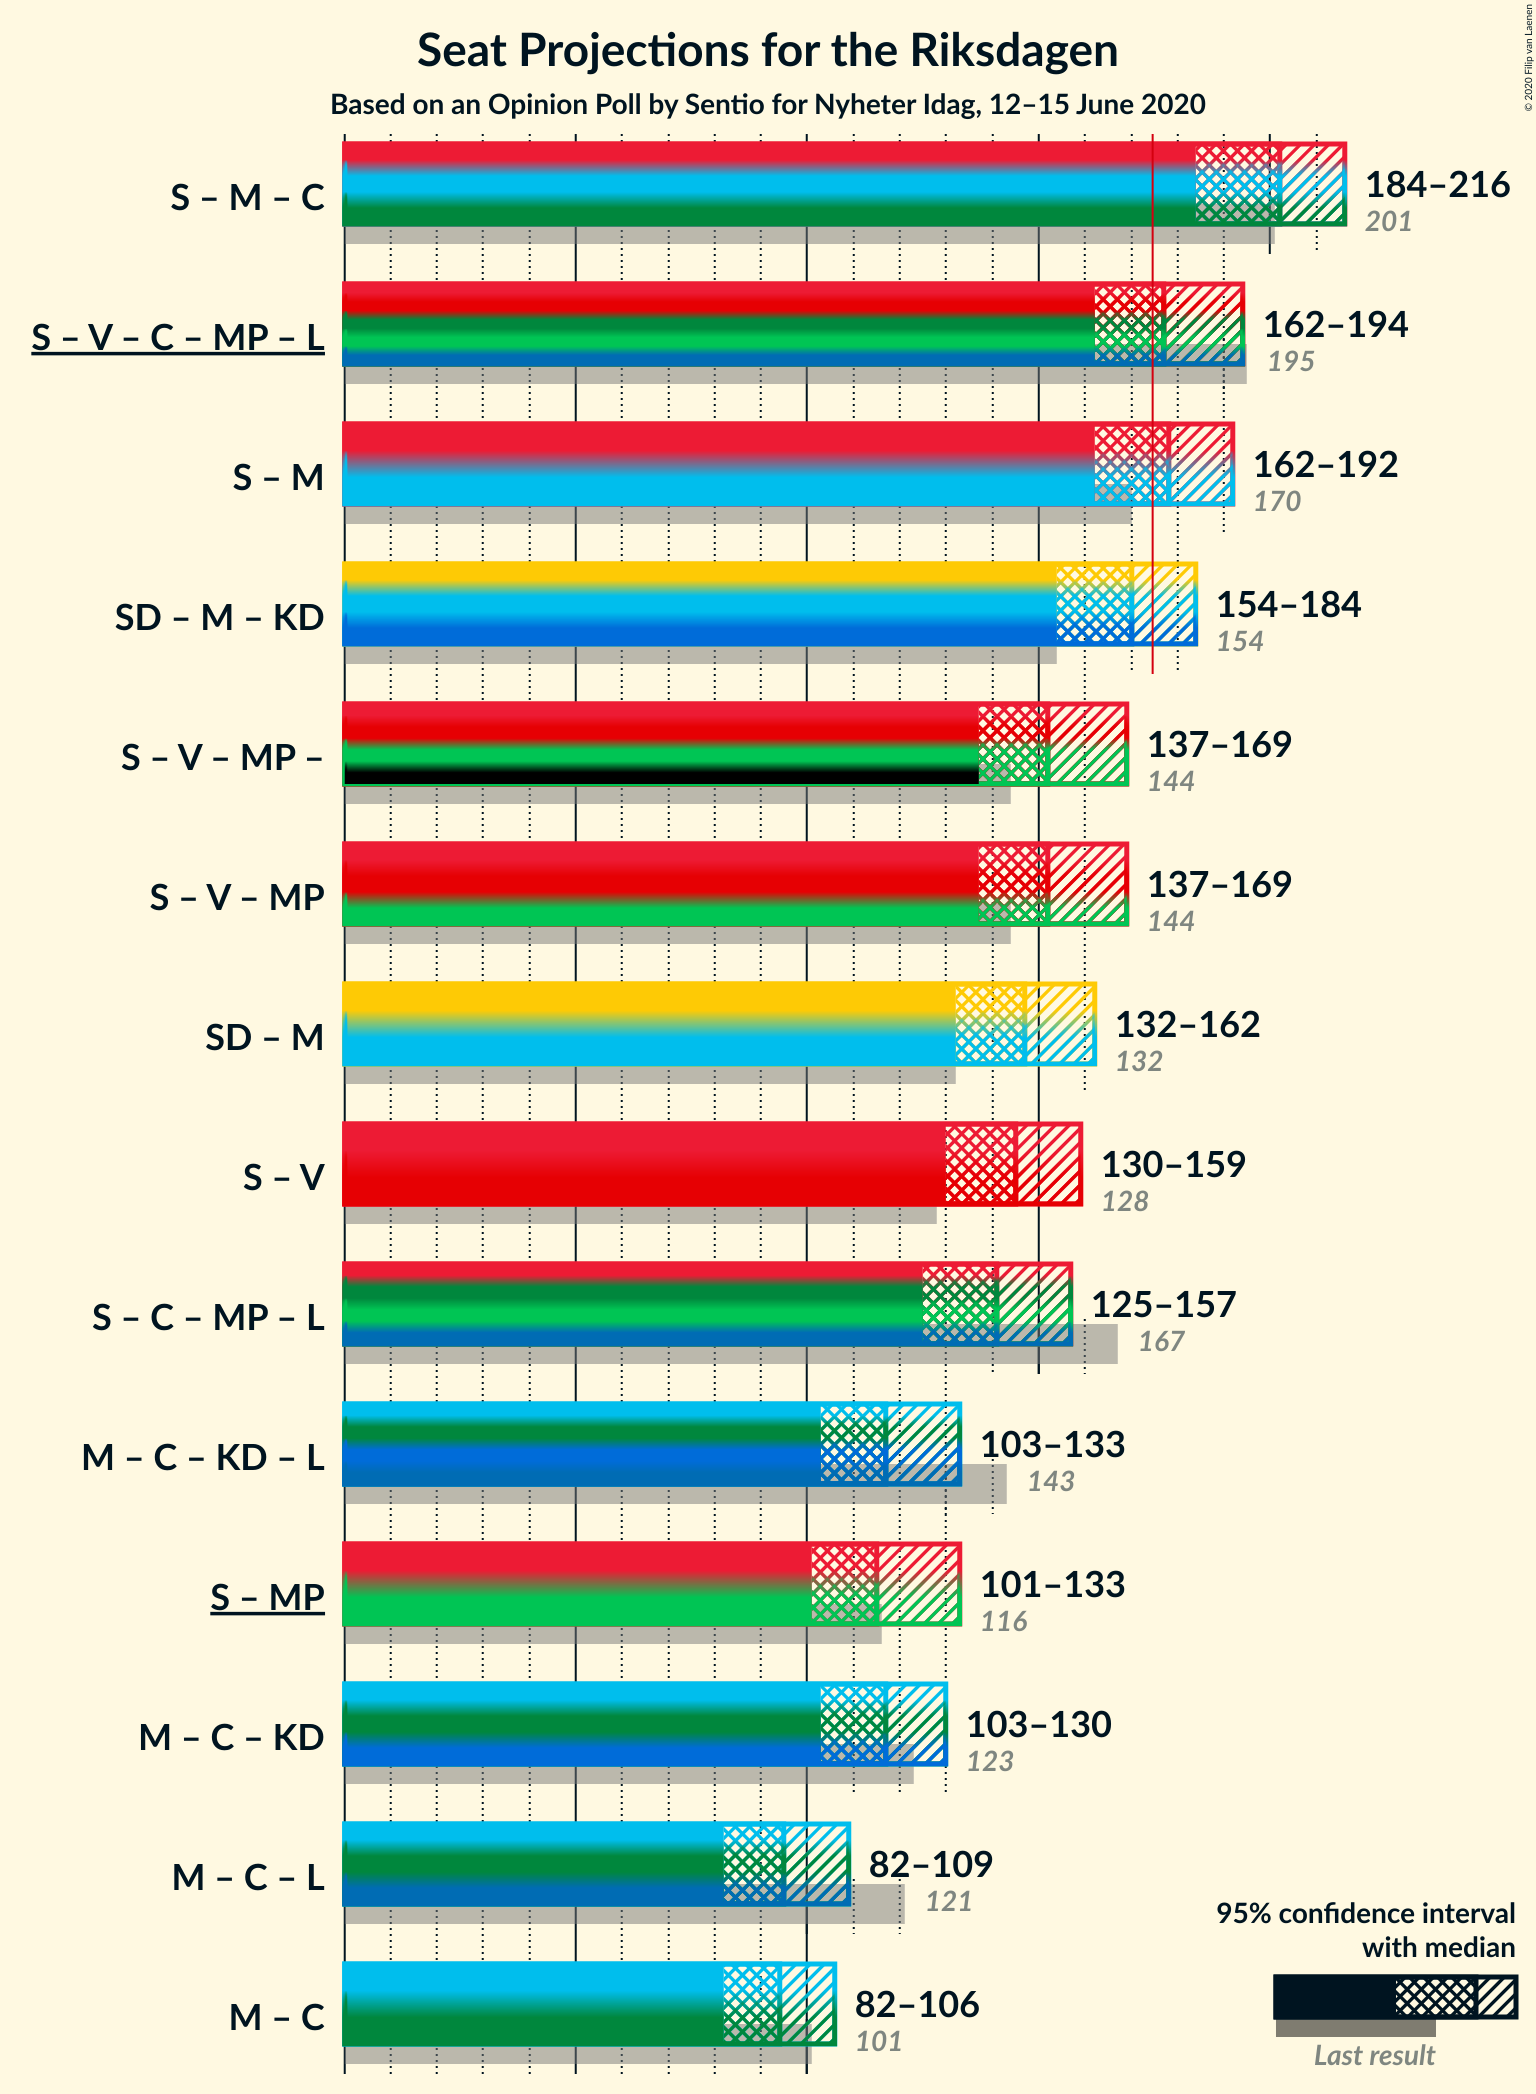 Seat Projections for the Riksdagen
Based on an Opinion Poll by Sentio for Nyheter Idag, 12–15 June 2020
© 2020 Filip van Laenen
S – M – C
184–216
201
S – V – C – MP – L
162–194
195
S – M
162–192
170
SD – M – KD
154–184
154
S – V – MP –
137–169
144
S – V – MP
137–169
144
SD – M
132–162
132
S – V
130–159
128
S – C – MP – L
125–157
167
M – C – KD – L
103–133
143
S – MP
101–133
116
M – C – KD
103–130
123
M – C – L
82–109
121
M – C
82–106
101
95% confidence interval
with median
Last result